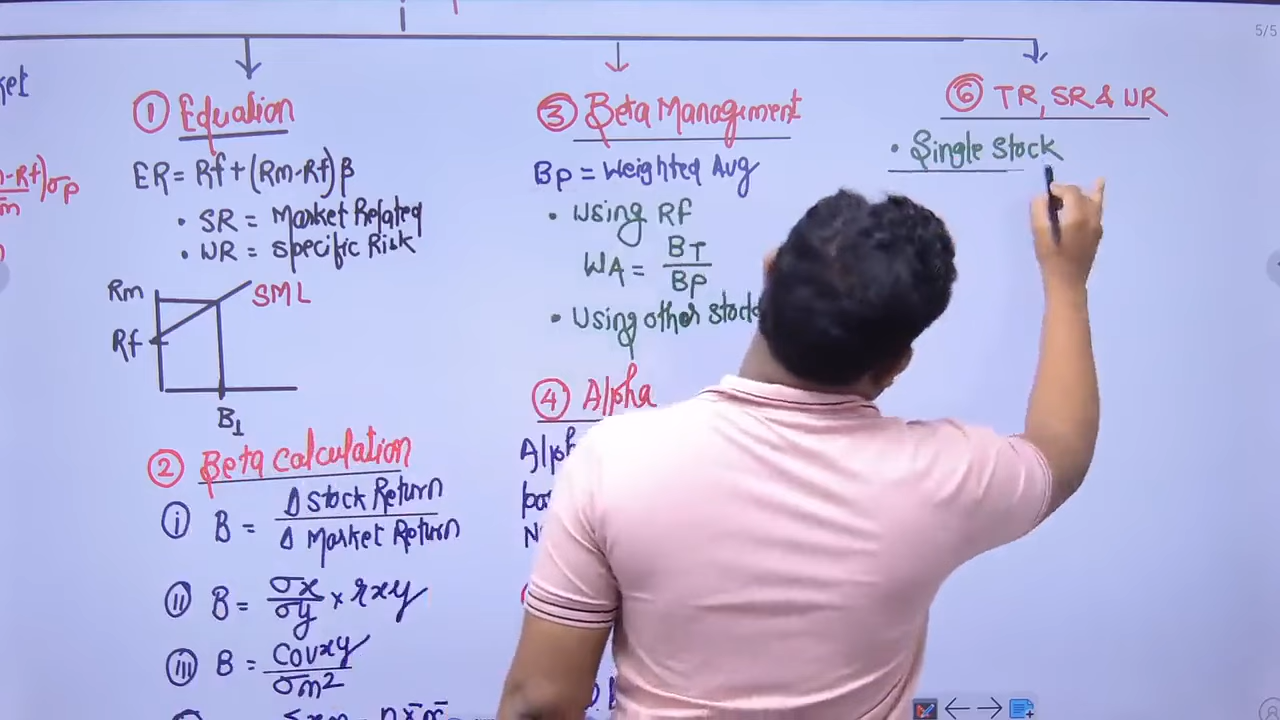 5/5
ket
① Equation
ER = Rf + (Rm-Rf) β
• SR = Market Related
• UR = Specific Risk
Rm
SML
Rf
B1
② Beta Calculation
ⓘ B = Δ Stock Return / Δ Market Return
ⓘⓘ B = σx / σy × rxy
ⓘⓘⓘ B = Covxy / σm²
③ Beta Management
Bp = Weighted Avg
• Using Rf
WA = BT / BP
• Using other Stock
④ Alpha
⑥ TR, SR & UR
• Single Stock